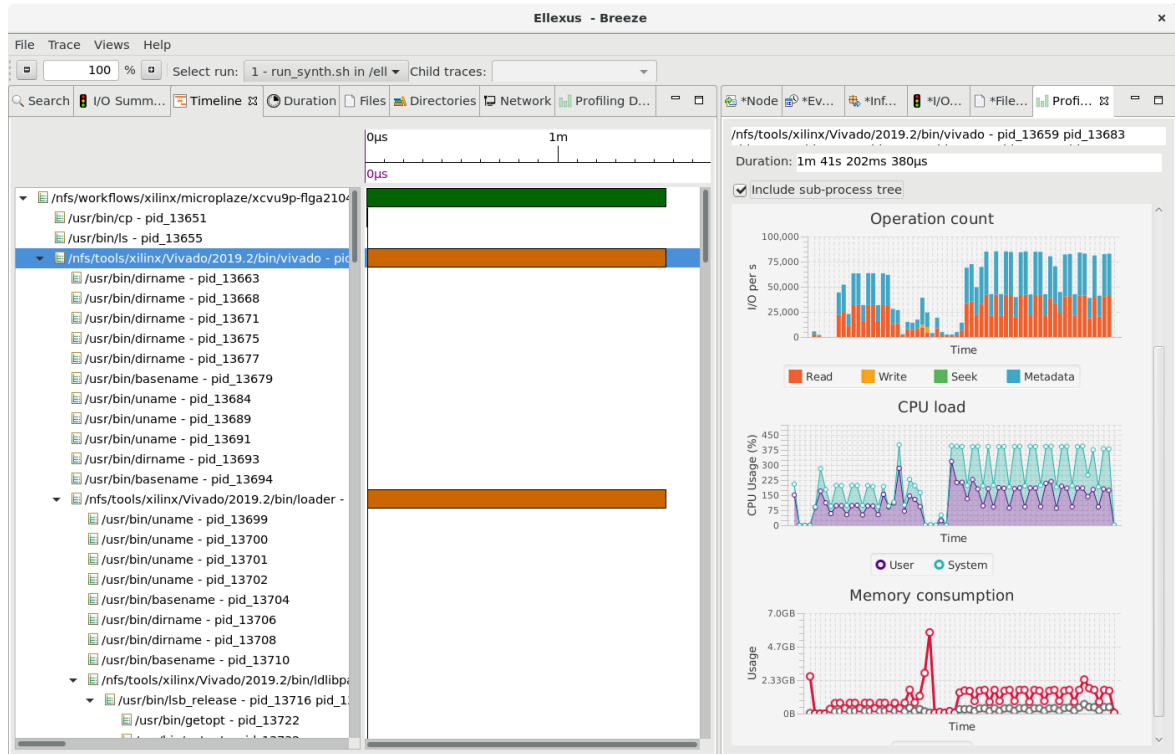 Ellexus - Breeze
File Trace Views Help
100 % Select run: 1 - run_synth.sh in /ell Child traces:
Search I/O Summ... Timeline Duration Files Directories Network Profiling D...
*Node *Ev... *Inf... *I/O... *File... Profi...
0µs 1m
0µs
/nfs/workflows/xilinx/microplaze/xcvu9p-flga2104
/usr/bin/cp - pid_13651
/usr/bin/ls - pid_13655
/nfs/tools/xilinx/Vivado/2019.2/bin/vivado - pid
/usr/bin/dirname - pid_13663
/usr/bin/dirname - pid_13668
/usr/bin/dirname - pid_13671
/usr/bin/dirname - pid_13675
/usr/bin/dirname - pid_13677
/usr/bin/basename - pid_13679
/usr/bin/uname - pid_13684
/usr/bin/uname - pid_13689
/usr/bin/uname - pid_13691
/usr/bin/dirname - pid_13693
/usr/bin/basename - pid_13694
/nfs/tools/xilinx/Vivado/2019.2/bin/loader -
/usr/bin/uname - pid_13699
/usr/bin/uname - pid_13700
/usr/bin/uname - pid_13701
/usr/bin/uname - pid_13702
/usr/bin/basename - pid_13704
/usr/bin/dirname - pid_13706
/usr/bin/dirname - pid_13708
/usr/bin/basename - pid_13710
/nfs/tools/xilinx/Vivado/2019.2/bin/ldlibpa
/usr/bin/lsb_release - pid_13716 pid_1
/usr/bin/getopt - pid_13722
/nfs/tools/xilinx/Vivado/2019.2/bin/vivado - pid_13659 pid_13683
Duration: 1m 41s 202ms 380µs
Include sub-process tree
Operation count
100,000
75,000
50,000
25,000
0
I/O per s
Time
Read Write Seek Metadata
CPU load
450
375
300
225
150
75
0
CPU Usage (%)
Time
User System
Memory consumption
7.0GB
4.7GB
2.33GB
0B
Usage
Time